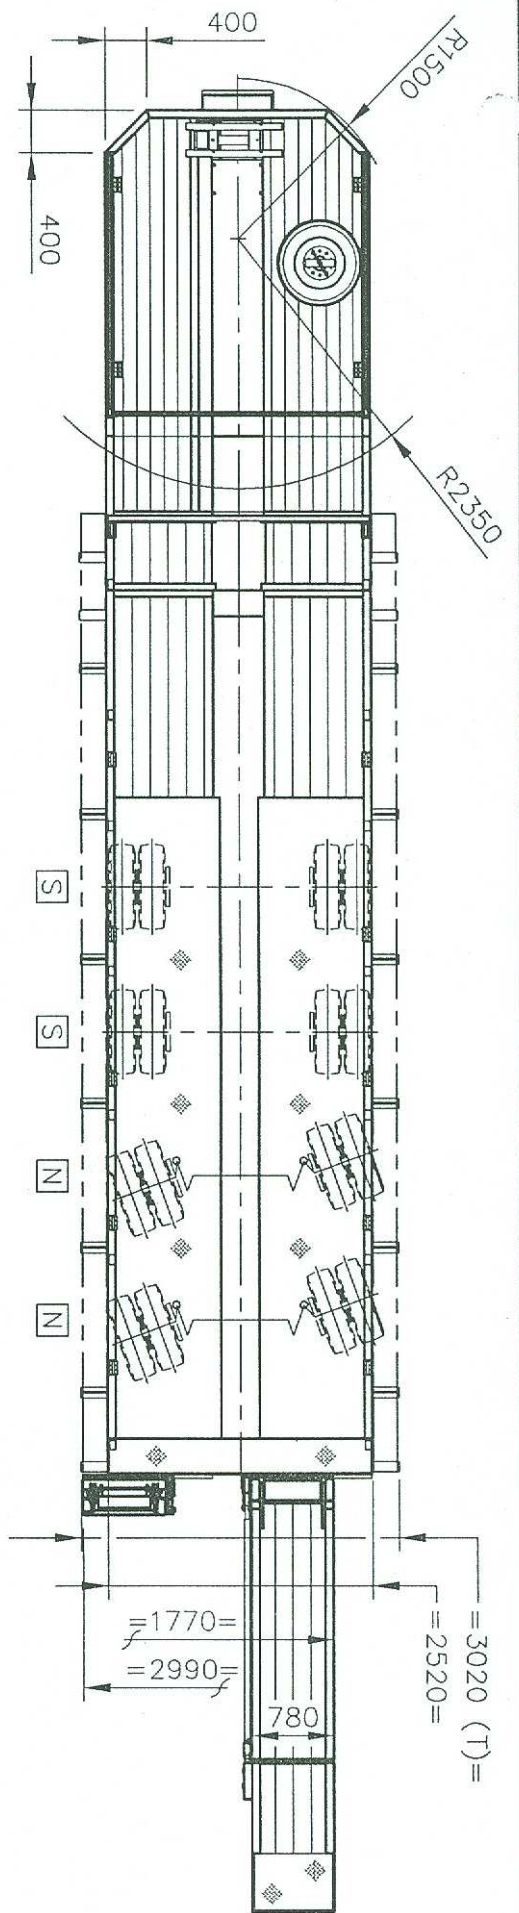 400
R1500
400
R2350
S
S
N
N
=1770=
=2990=
780
=2520=
=3020 (T)=